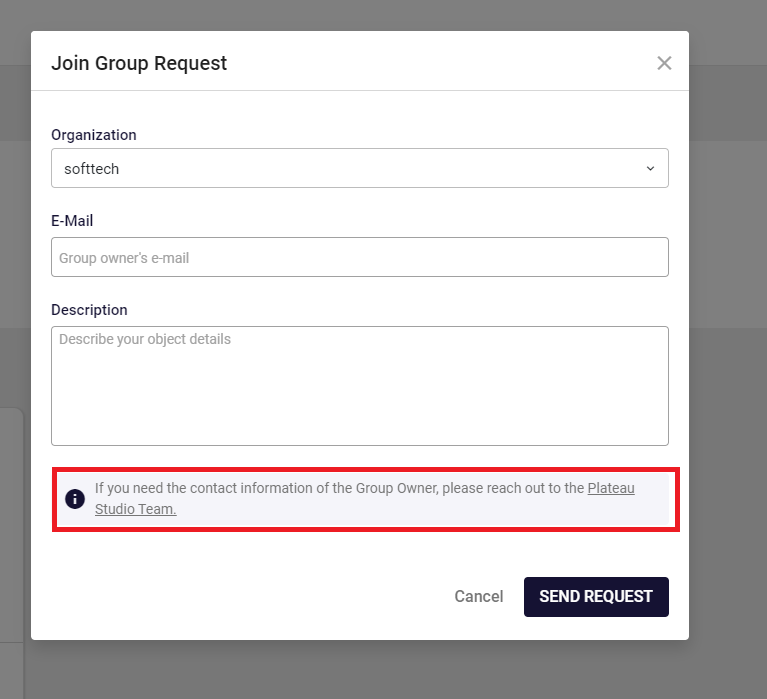 Join Group Request
Organization
softtech
E-Mail
Group owner's e-mail
Description
Describe your object details
If you need the contact information of the Group Owner, please reach out to the Plateau
Studio Team.
Cancel
SEND REQUEST